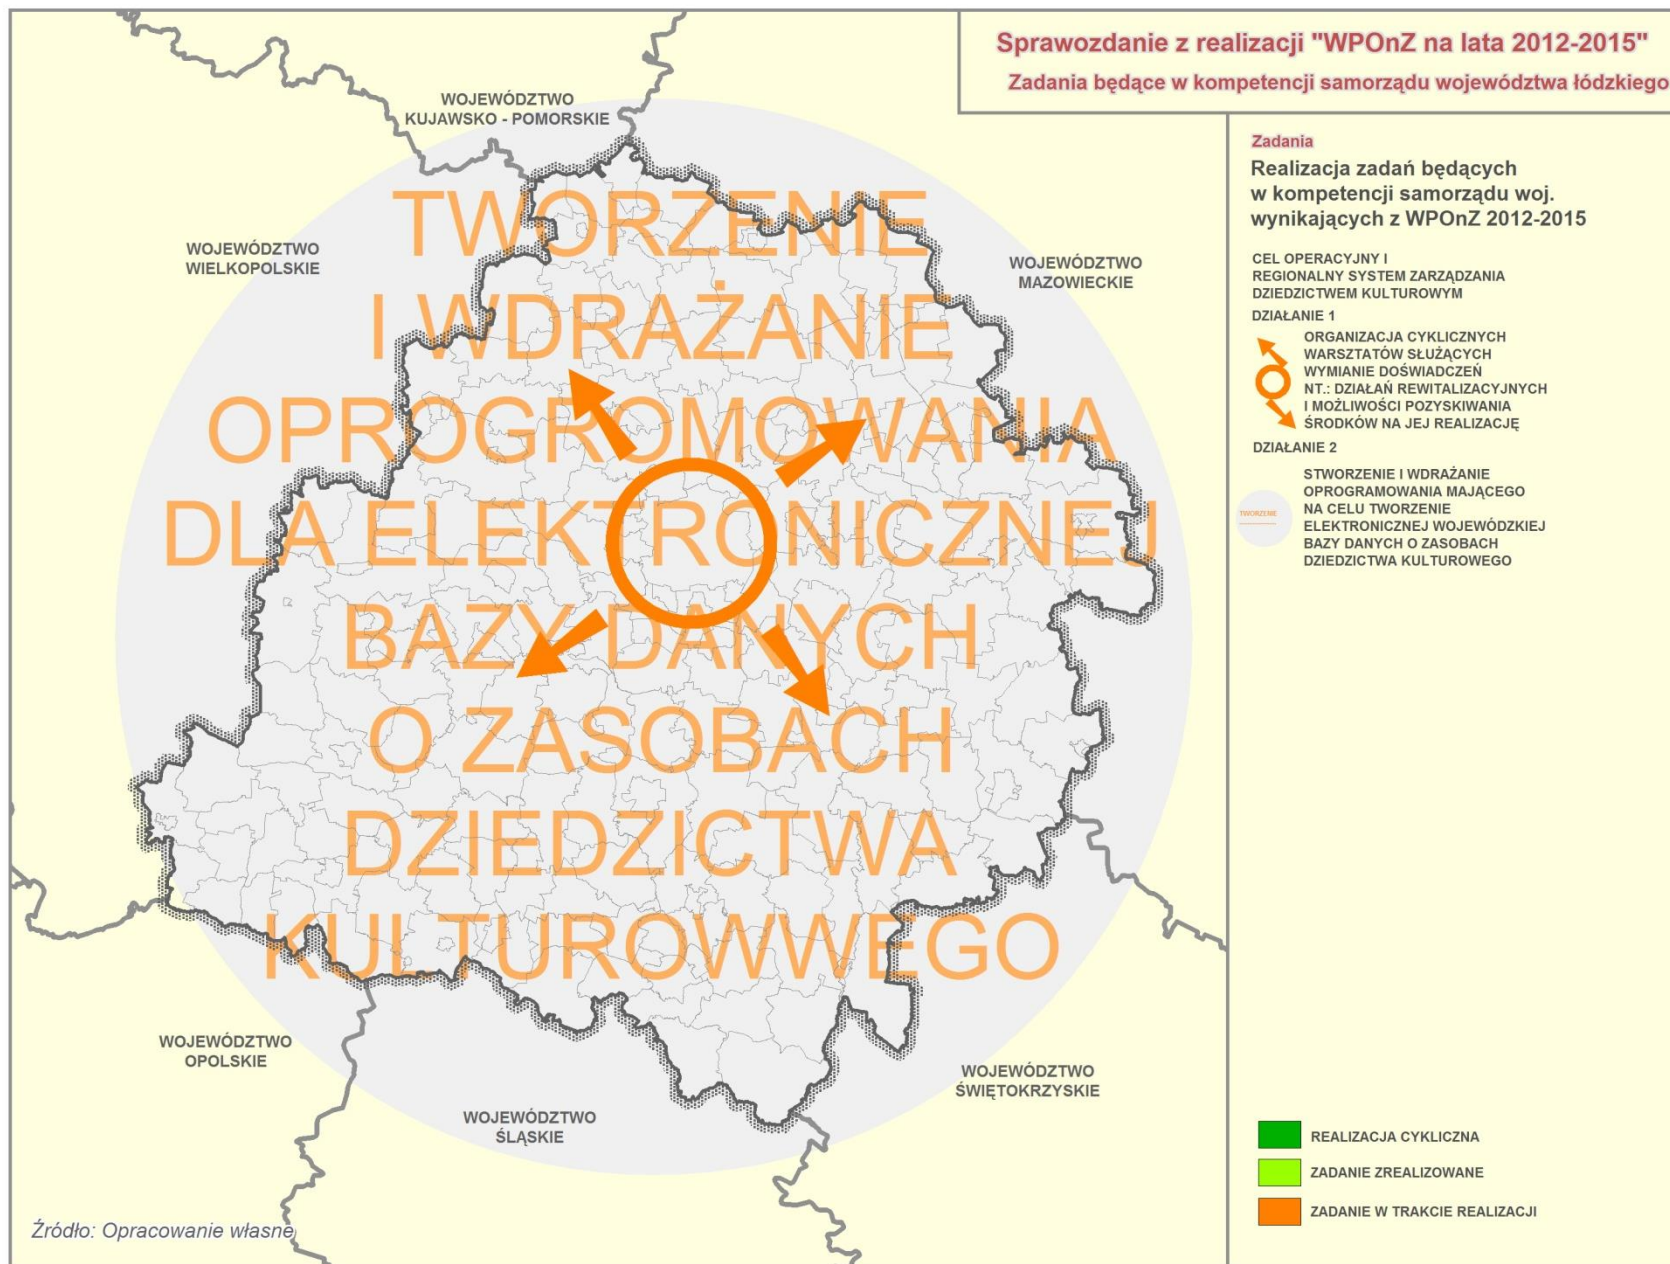 Sprawozdanie z realizacji "WPOnZ na lata 2012-2015"
Zadania będące w kompetencji samorządu województwa łódzkiego
WOJEWÓDZTWO
KUJAWSKO - POMORSKIE
WOJEWÓDZTWO
WIELKOPOLSKIE
WOJEWÓDZTWO
MAZOWIECKIE
TWORZENIE
I WDRAŻANIE
OPROGROMOWANIA
DLA ELEKTRONICZNEJ
BAZY DANYCH
O ZASOBACH
DZIEDZICTWA
KULTUROWWEGO
WOJEWÓDZTWO
OPOLSKIE
WOJEWÓDZTWO
ŚLĄSKIE
WOJEWÓDZTWO
ŚWIĘTOKRZYSKIE
Źródło: Opracowanie własne
Zadania
Realizacja zadań będących
w kompetencji samorządu woj.
wynikających z WPOnZ 2012-2015
CEL OPERACYJNY I
REGIONALNY SYSTEM ZARZĄDZANIA
DZIEDZICTWEM KULTUROWYM
DZIAŁANIE 1
ORGANIZACJA CYKLICZNYCH
WARSZTATÓW SŁUŻĄCYCH
WYMIANIE DOŚWIADCZEŃ
NT.: DZIAŁAŃ REWITALIZACYJNYCH
I MOŻLIWOŚCI POZYSKIWANIA
ŚRODKÓW NA JEJ REALIZACJĘ
DZIAŁANIE 2
TWORZENIE
STWORZENIE I WDRAŻANIE
OPROGRAMOWANIA MAJĄCEGO
NA CELU TWORZENIE
ELEKTRONICZNEJ WOJEWÓDZKIEJ
BAZY DANYCH O ZASOBACH
DZIEDZICTWA KULTUROWEGO
REALIZACJA CYKLICZNA
ZADANIE ZREALIZOWANE
ZADANIE W TRAKCIE REALIZACJI